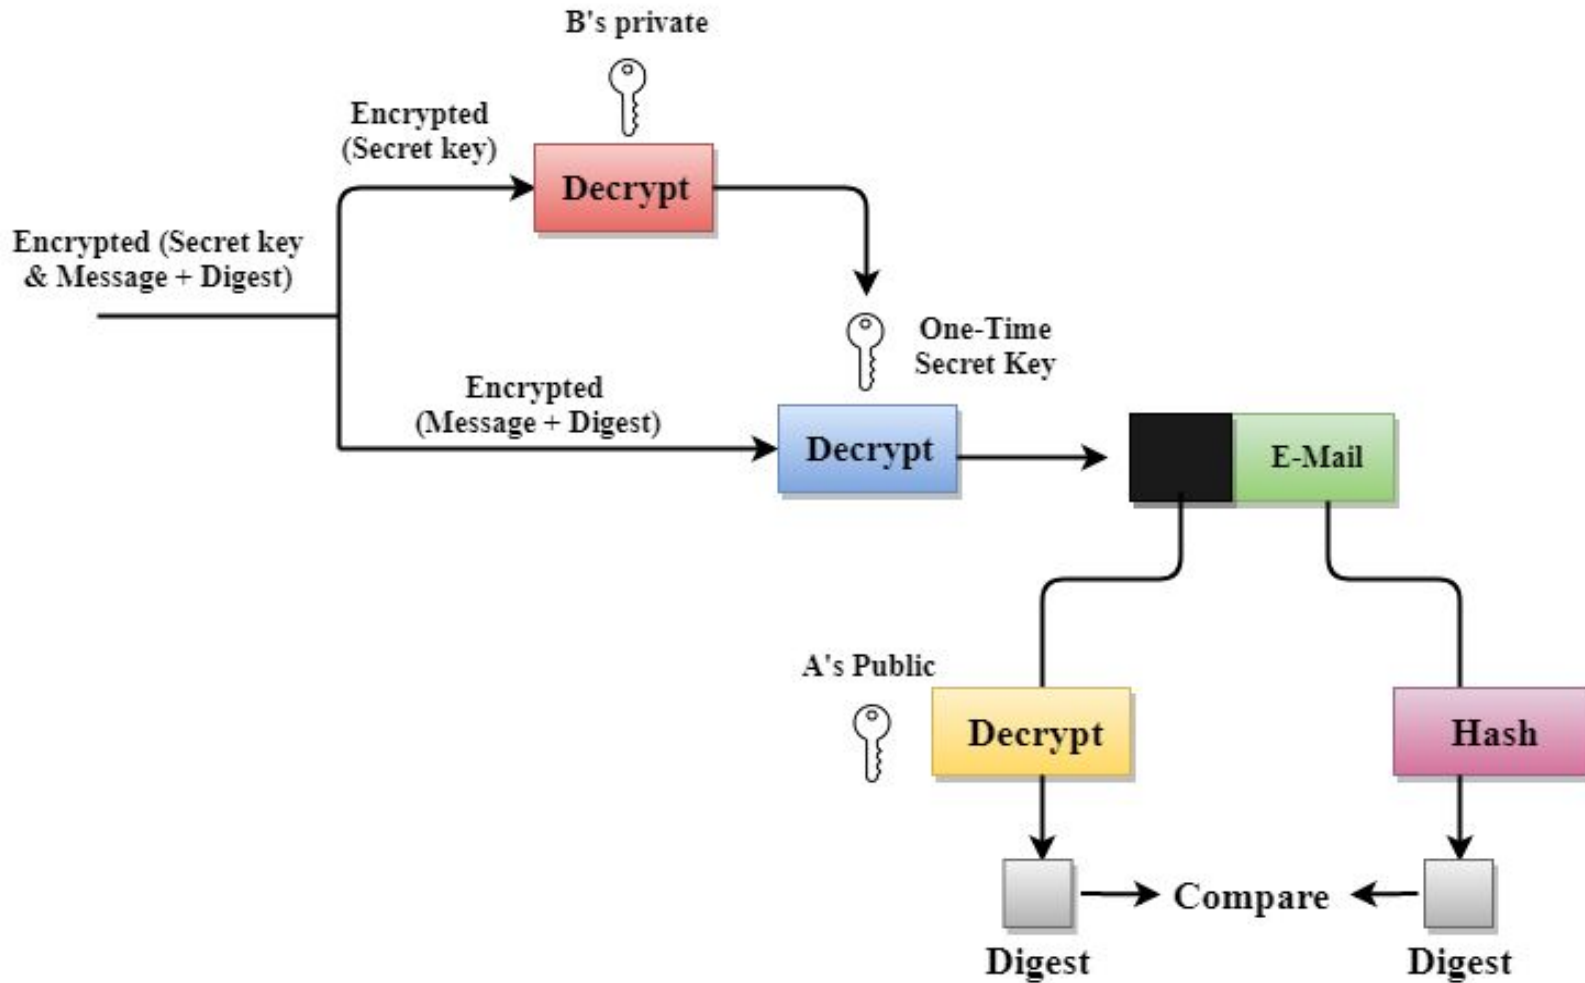 B's private
Encrypted
(Secret key)
Decrypt
Encrypted (Secret key
& Message + Digest)
One-Time
Secret Key
Encrypted
(Message + Digest)
Decrypt
E-Mail
A's Public
Decrypt
Hash
Compare
Digest
Digest